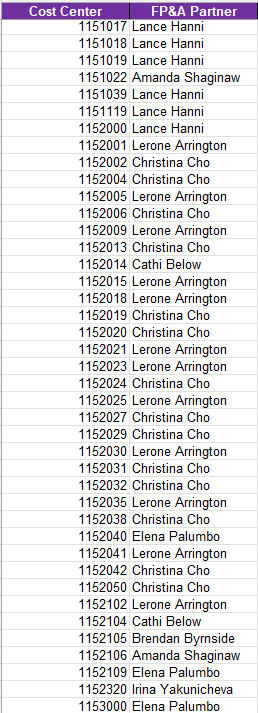 Cost Center FP&A Partner
1151017 Lance Hanni
1151018 Lance Hanni
1151019 Lance Hanni
1151022 Amanda Shaginaw
1151039 Lance Hanni
1151119 Lance Hanni
1152000 Lance Hanni
1152001 Lerone Arrington
1152002 Christina Cho
1152004 Christina Cho
1152005 Lerone Arrington
1152006 Christina Cho
1152009 Lerone Arrington
1152013 Christina Cho
1152014 Cathi Below
1152015 Lerone Arrington
1152018 Lerone Arrington
1152019 Christina Cho
1152020 Christina Cho
1152021 Lerone Arrington
1152023 Lerone Arrington
1152024 Christina Cho
1152025 Lerone Arrington
1152027 Christina Cho
1152029 Christina Cho
1152030 Lerone Arrington
1152031 Christina Cho
1152032 Christina Cho
1152035 Lerone Arrington
1152038 Christina Cho
1152040 Elena Palumbo
1152041 Lerone Arrington
1152042 Christina Cho
1152050 Christina Cho
1152102 Lerone Arrington
1152104 Cathi Below
1152105 Brendan Byrnside
1152106 Amanda Shaginaw
1152109 Elena Palumbo
1152320 Irina Yakunicheva
1153000 Elena Palumbo